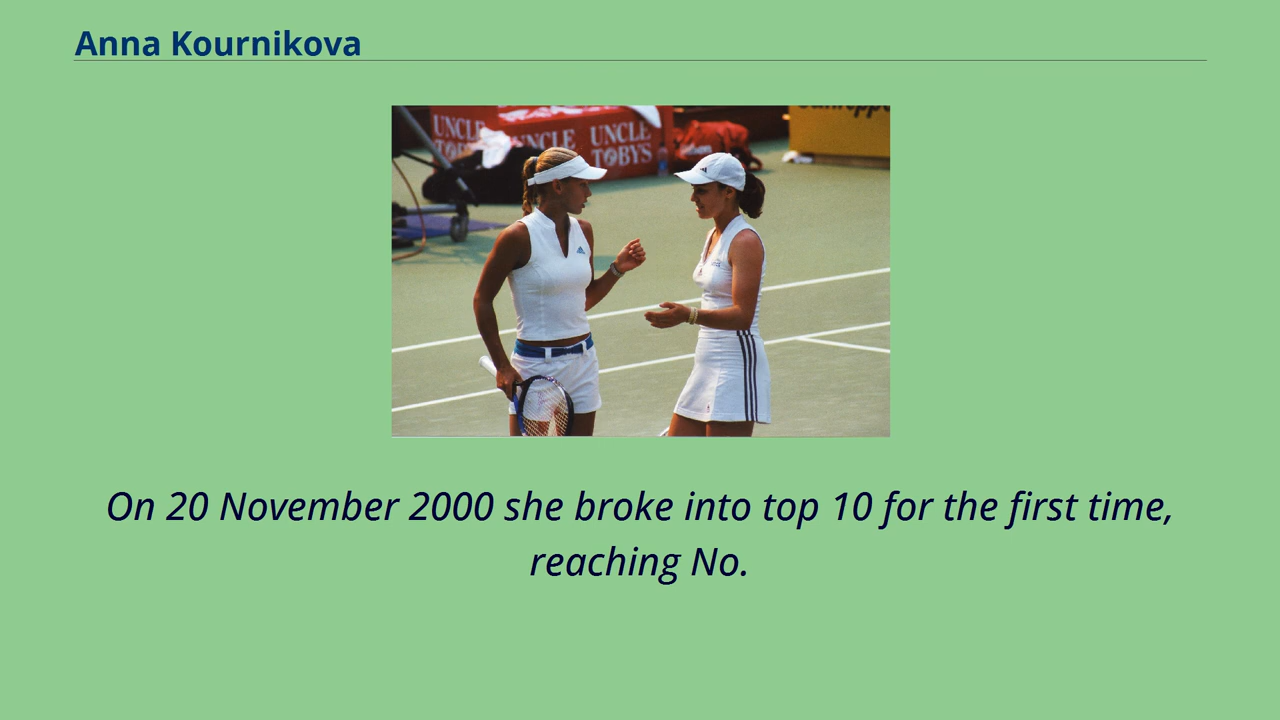 Anna Kournikova
UNCLE
TOBYS
UNCLE
UNCLE
TOBYS
On 20 November 2000 she broke into top 10 for the first time,
reaching No.